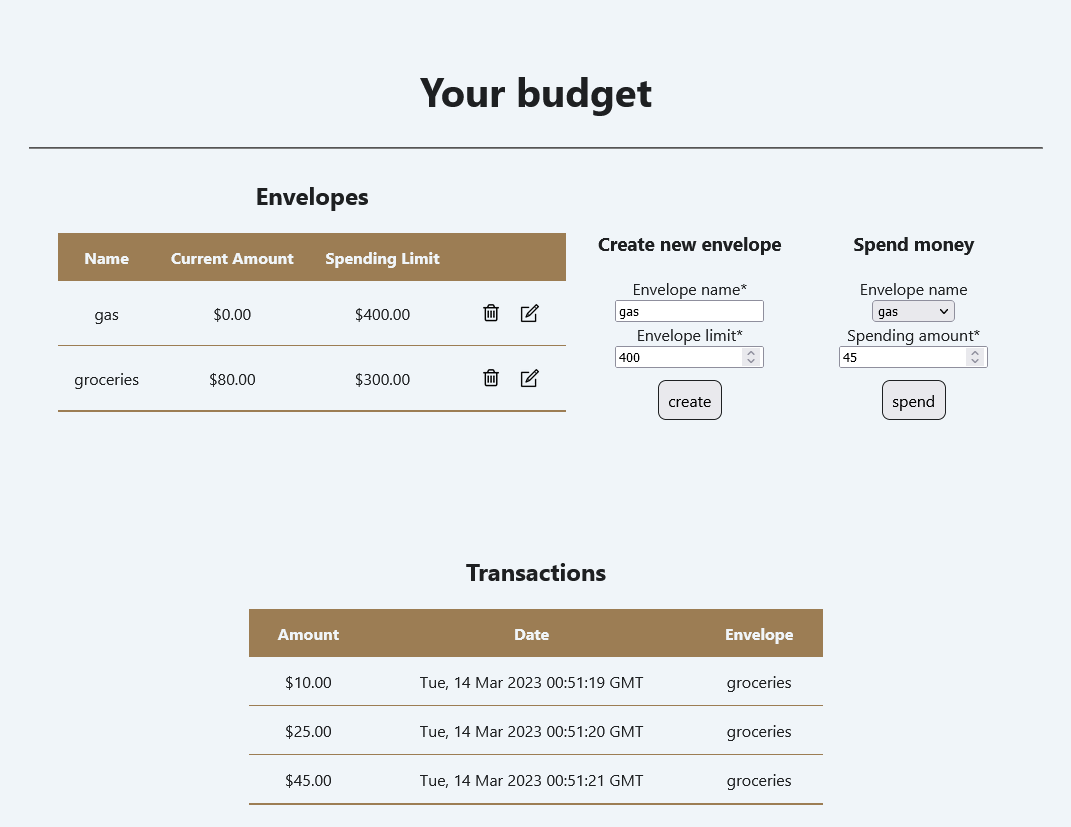 Your budget
Envelopes
Name Current Amount Spending Limit
gas $0.00 $400.00
groceries $80.00 $300.00
Create new envelope
Envelope name*
gas
Envelope limit*
400
create
Spend money
Envelope name
gas
Spending amount*
45
spend
Transactions
Amount Date Envelope
$10.00 Tue, 14 Mar 2023 00:51:19 GMT groceries
$25.00 Tue, 14 Mar 2023 00:51:20 GMT groceries
$45.00 Tue, 14 Mar 2023 00:51:21 GMT groceries